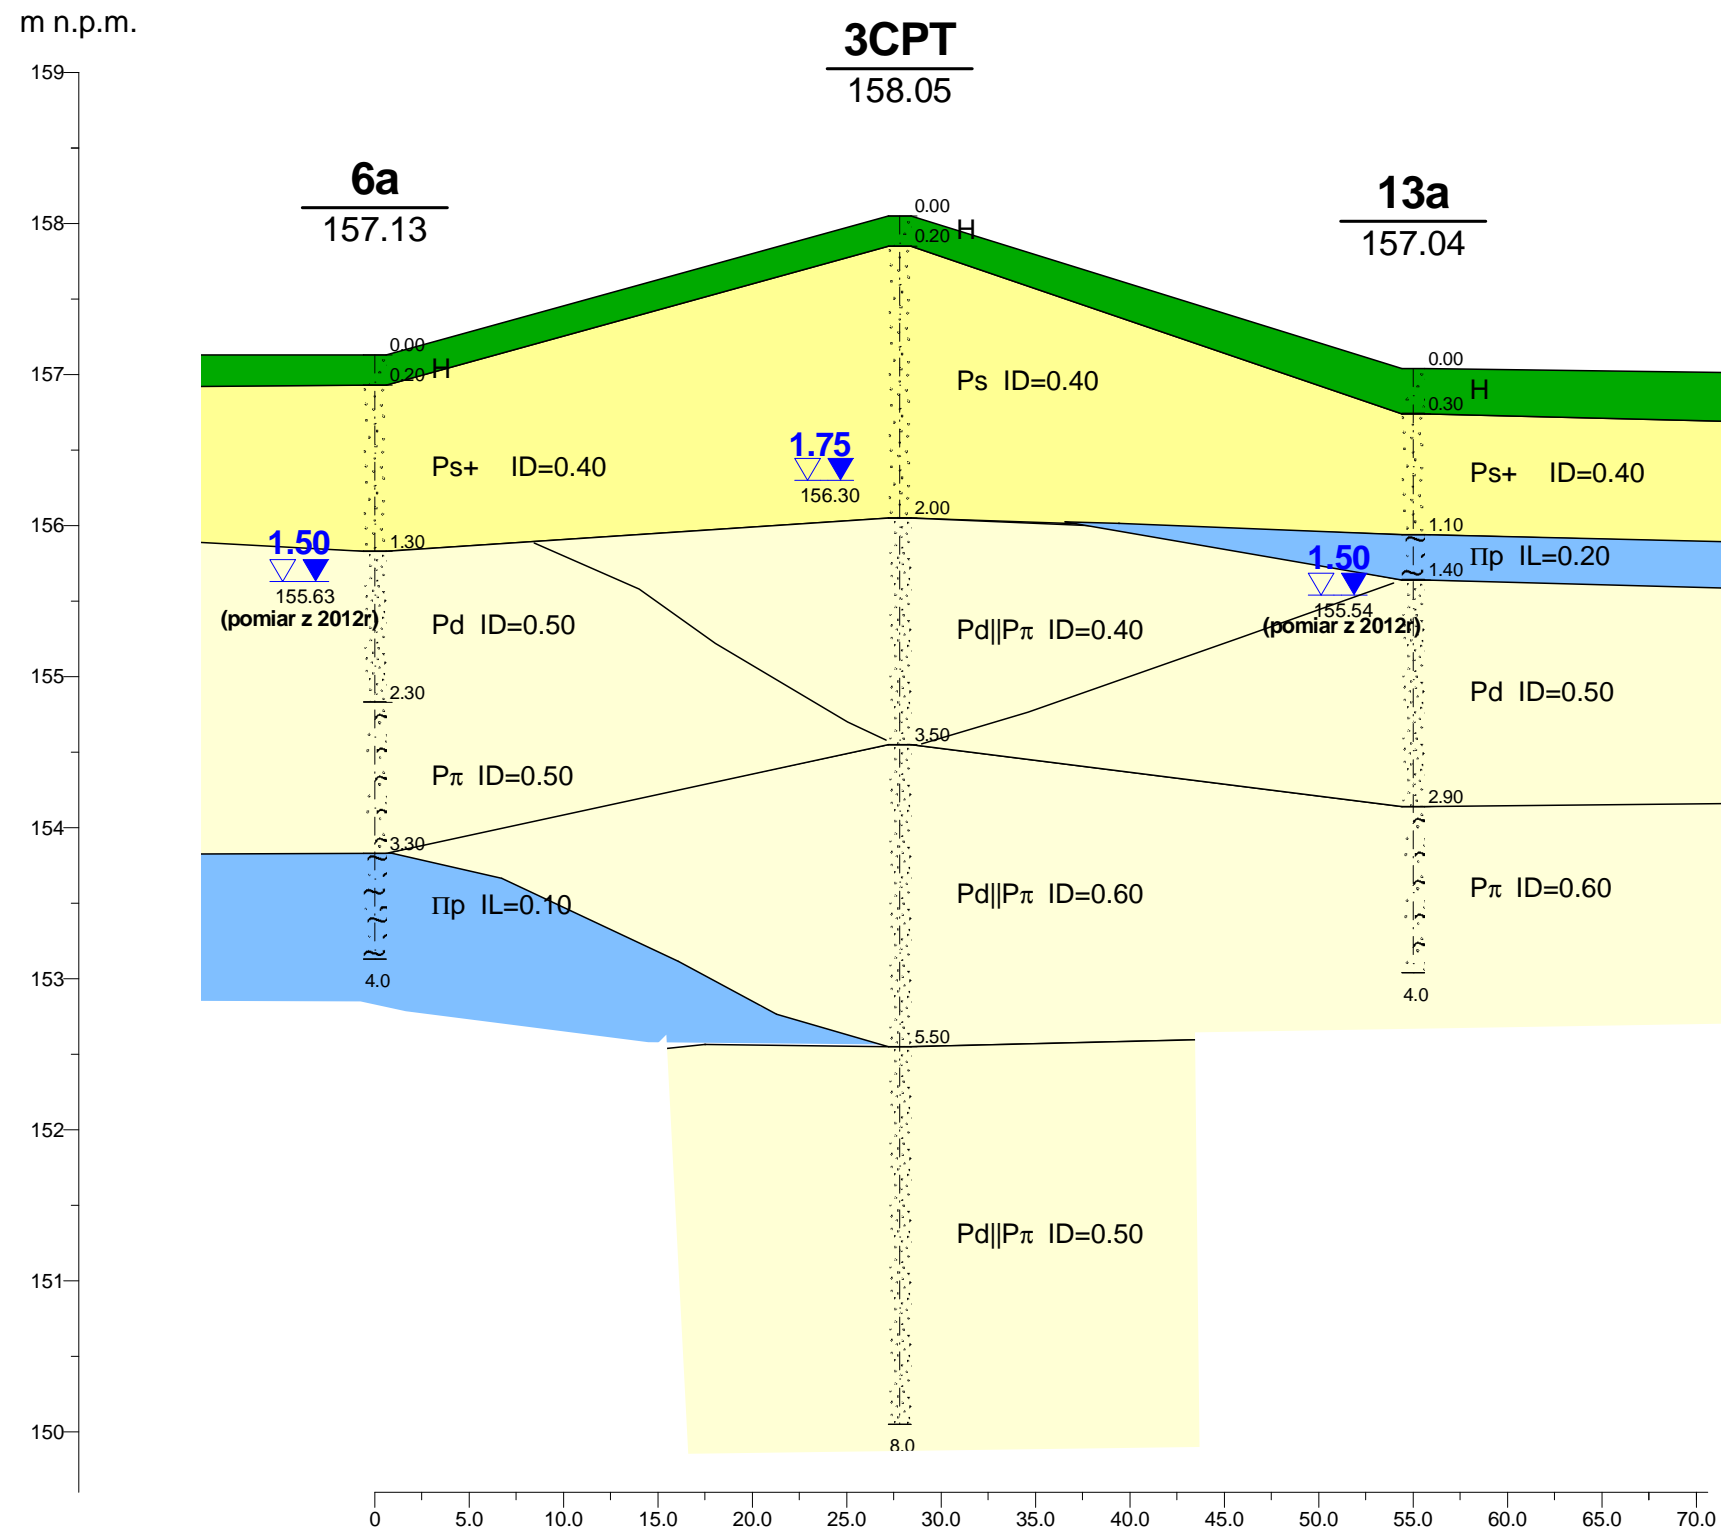 m n.p.m.
3CPT
158.05
159
6a
157.13
13a
157.04
158
0.00
0.20 H
157
0.00
0.20 H
0.00
0.30 H
Ps ID=0.40
Ps+ ID=0.40
1.75
156.30
Ps+ ID=0.40
156
2.00
1.50
155.63
(pomiar z 2012r)
1.30
1.10
Πp IL=0.20
1.40
1.50
155.54
(pomiar z 2012r)
Pd ID=0.50
Pd||Pπ ID=0.40
155
2.30
Pd ID=0.50
3.50
Pπ ID=0.50
2.90
154
3.30
Πp IL=0.10
Pd||Pπ ID=0.60
Pπ ID=0.60
153
4.0
4.0
5.50
152
Pd||Pπ ID=0.50
151
150
8.0
0 5.0 10.0 15.0 20.0 25.0 30.0 35.0 40.0 45.0 50.0 55.0 60.0 65.0 70.0